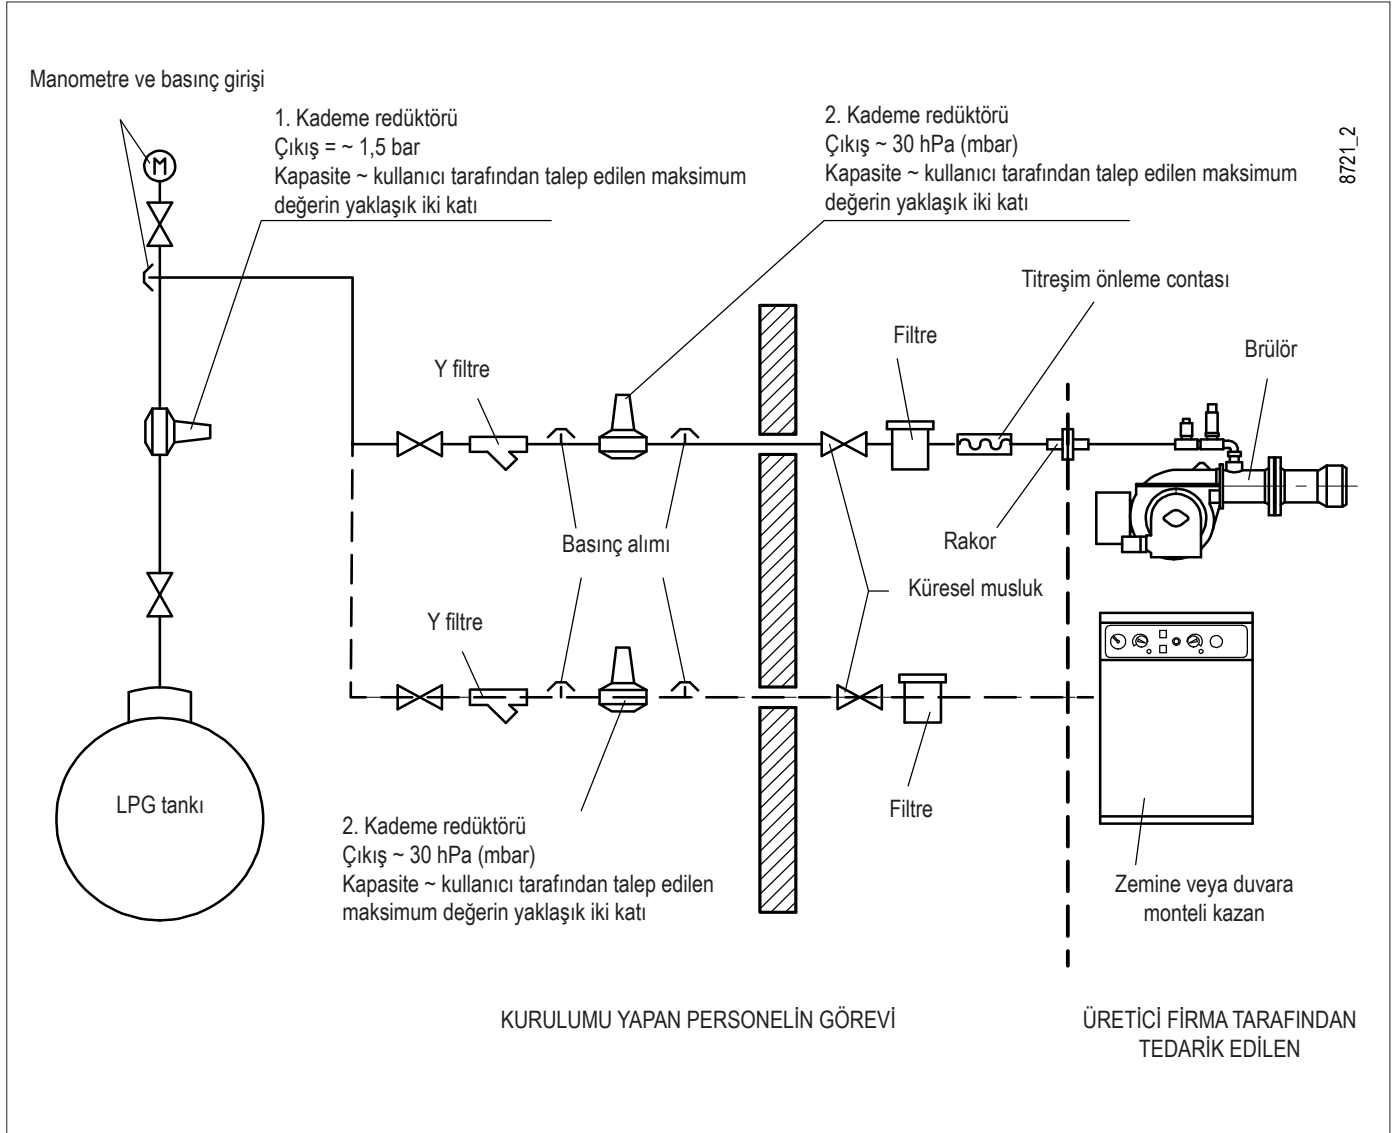 Manometre ve basınç girişi
M
1. Kademe redüktörü
Çıkış = ~ 1,5 bar
Kapasite ~ kullanıcı tarafından talep edilen maksimum
değerin yaklaşık iki katı
2. Kademe redüktörü
Çıkış ~ 30 hPa (mbar)
Kapasite ~ kullanıcı tarafından talep edilen maksimum
değerin yaklaşık iki katı
8721_2
Titreşim önleme contası
Filtre
Brülör
Y filtre
Basınç alımı
Rakor
Küresel musluk
Y filtre
LPG tankı
Filtre
2. Kademe redüktörü
Çıkış ~ 30 hPa (mbar)
Kapasite ~ kullanıcı tarafından talep edilen
maksimum değerin yaklaşık iki katı
Zemine veya duvara
monteli kazan
KURULUMU YAPAN PERSONELİN GÖREVİ
ÜRETİCİ FİRMA TARAFINDAN
TEDARİK EDİLEN